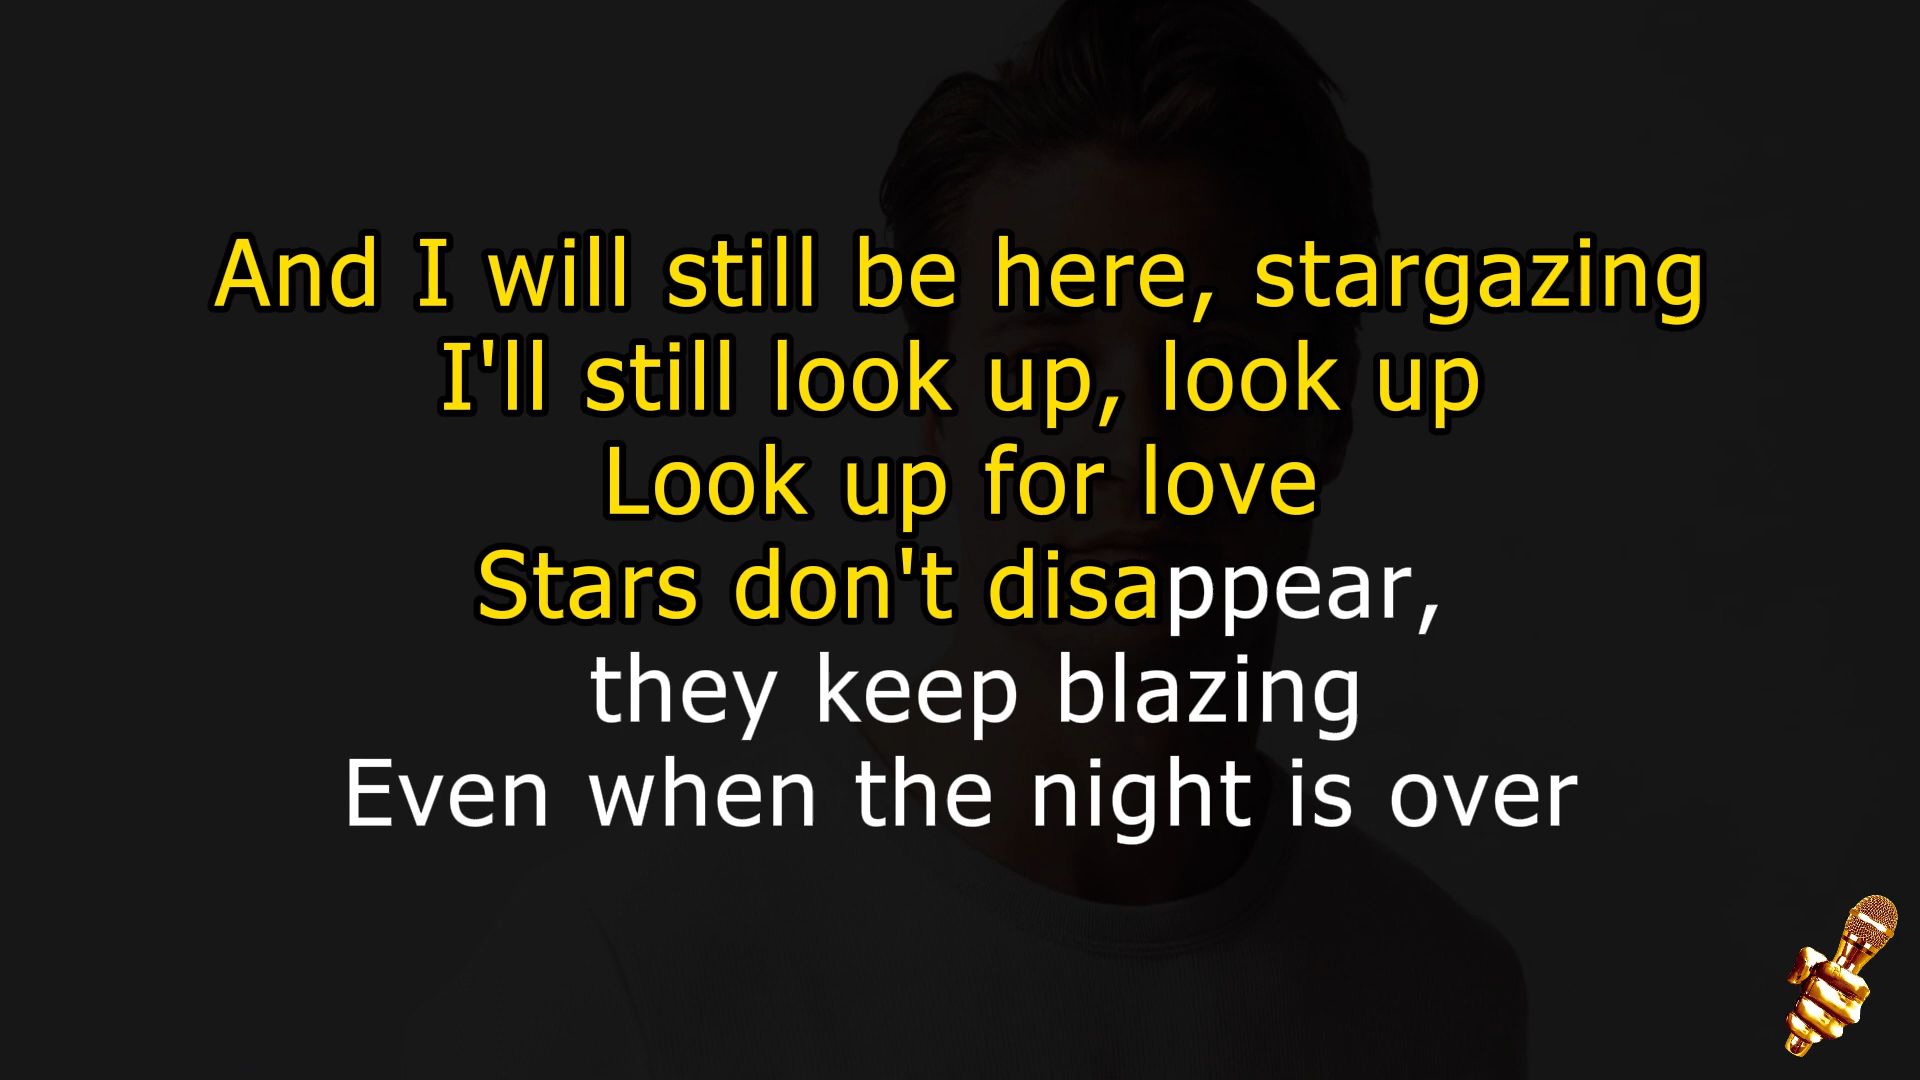 And I will still be here, stargazing
I'll still look up, look up
Look up for love
Stars don't disappear,
they keep blazing
Even when the night is over